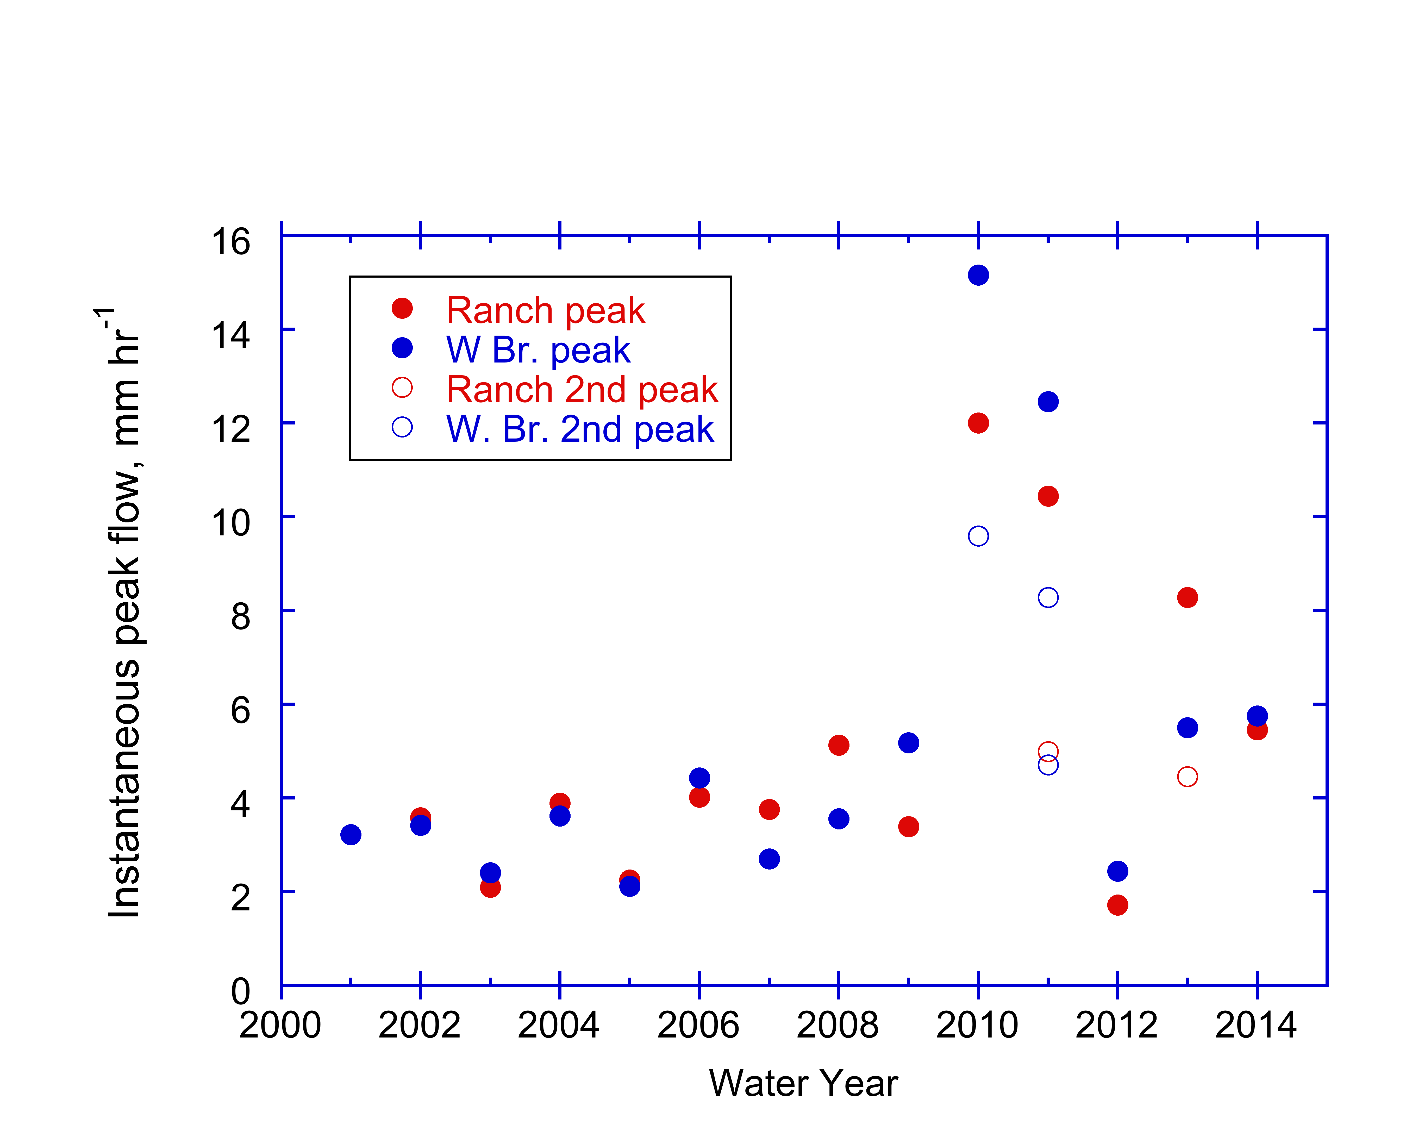 Instantaneous peak flow, mm hr-1
16
14
12
10
8
6
4
2
0
Ranch peak
W Br. peak
Ranch 2nd peak
W. Br. 2nd peak
2000 2002 2004 2006 2008 2010 2012 2014
Water Year